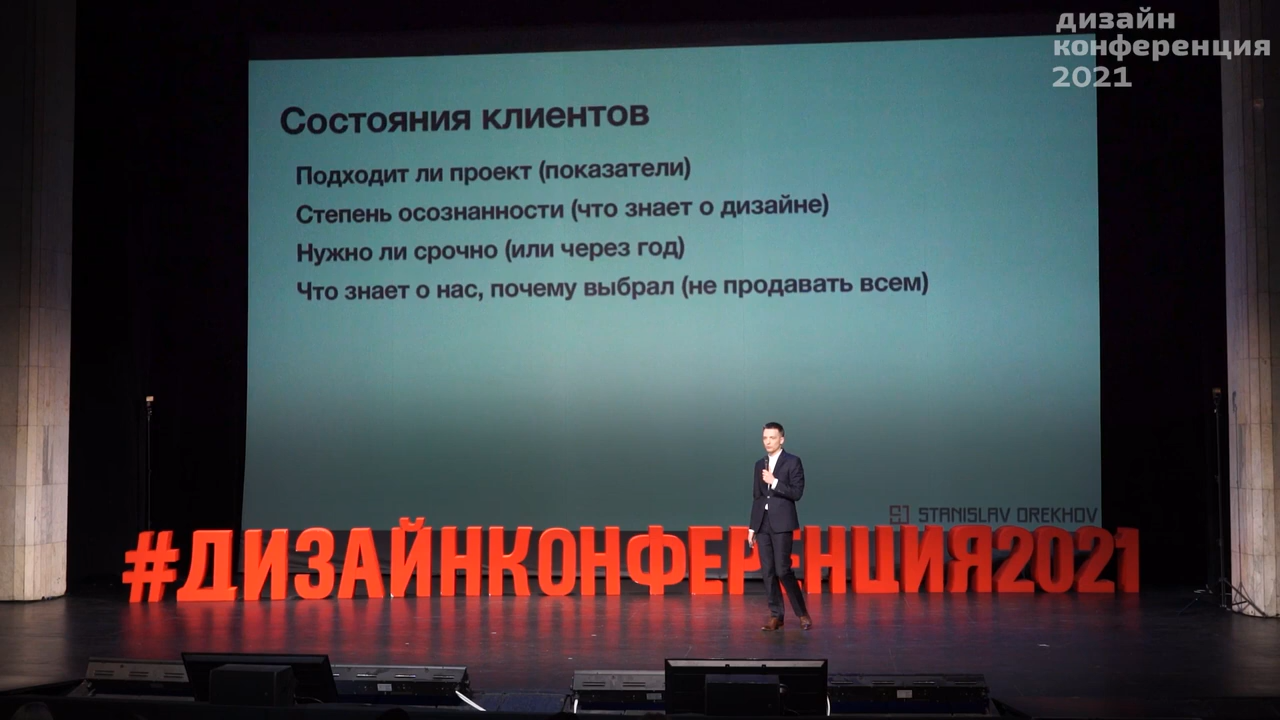 дизайн
конференция
2021
Состояния клиентов
Подходит ли проект (показатели)
Степень осознанности (что знает о дизайне)
Нужно ли срочно (или через год)
Что знает о нас, почему выбрал (не продавать всем)
STANISLAV OREKHOV
#ДИЗАЙНКОНФЕРЕНЦИЯ2021